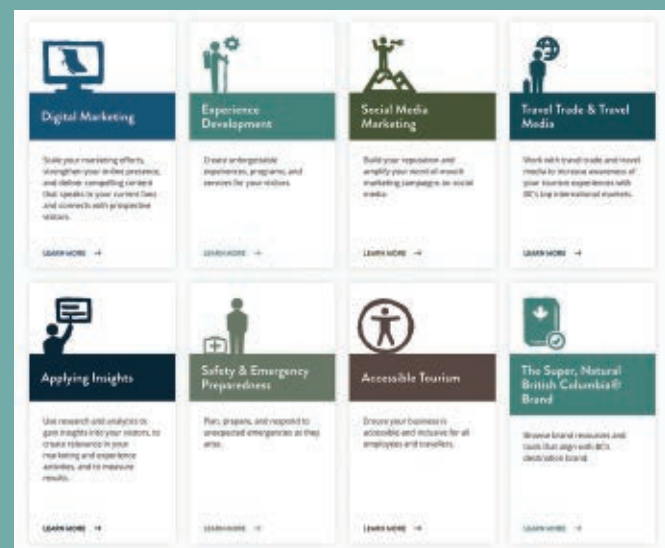 Digital Marketing
Scale your marketing efforts,
strengthen your online presence,
and deliver compelling content
that speaks to your current fans
and connects with prospective
visitors.
LEARN MORE →
Experience
Development
Create unforgettable
experiences, programs, and
services for your visitors.
LEARN MORE →
Social Media
Marketing
Build your reputation and
amplify your word of mouth
marketing campaigns on social
media.
LEARN MORE →
Travel Trade & Travel
Media
Work with travel trade and travel
media to increase awareness of
your tourism experiences with
BC's top international markets.
LEARN MORE →
Applying Insights
Use research and analytics to
gain insights into your visitors, to
create relevance in your
marketing and experience
activities, and to measure
results.
LEARN MORE →
Safety & Emergency
Preparedness
Plan, prepare, and respond to
unexpected emergencies as they
arise.
LEARN MORE →
Accessible Tourism
Ensure your business is
accessible and inclusive for all
employees and travellers.
LEARN MORE →
The Super, Natural
British Columbia®
Brand
Browse brand resources and
tools that align with BC's
destination brand.
LEARN MORE →